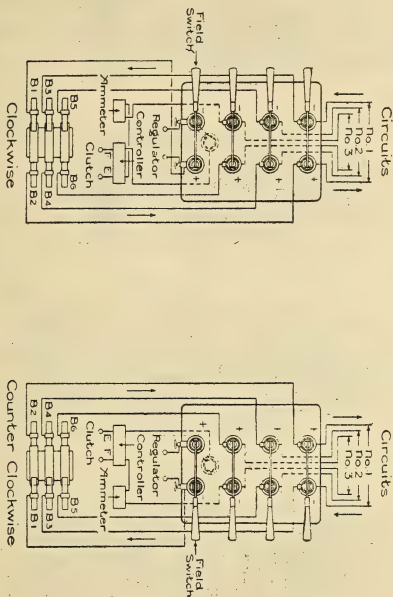 Circuits
No.1
No.2
No.3
+ -
Field
Switch
Regulator
Controller
Ammeter
F E
Clutch
B5 B6
B3 B4
B1 B2
Clockwise
Circuits
No.1
No.2
No.3
+ -
Field
Switch
Regulator
Controller
Ammeter
E F
Clutch
B6 B5
B4 B3
B2 B1
Counter Clockwise